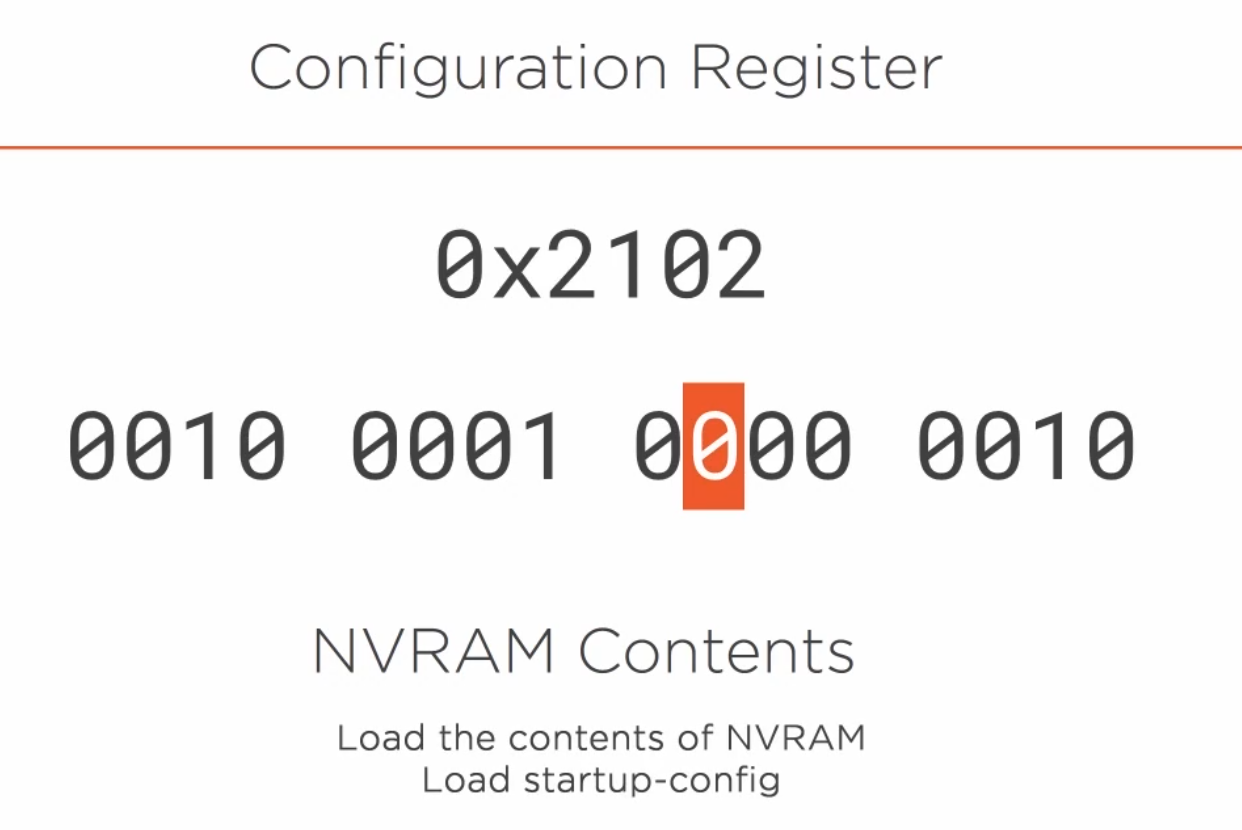 Configuration Register
0x2102
0010 0001 0000 0010
NVRAM Contents
Load the contents of NVRAM
Load startup-config